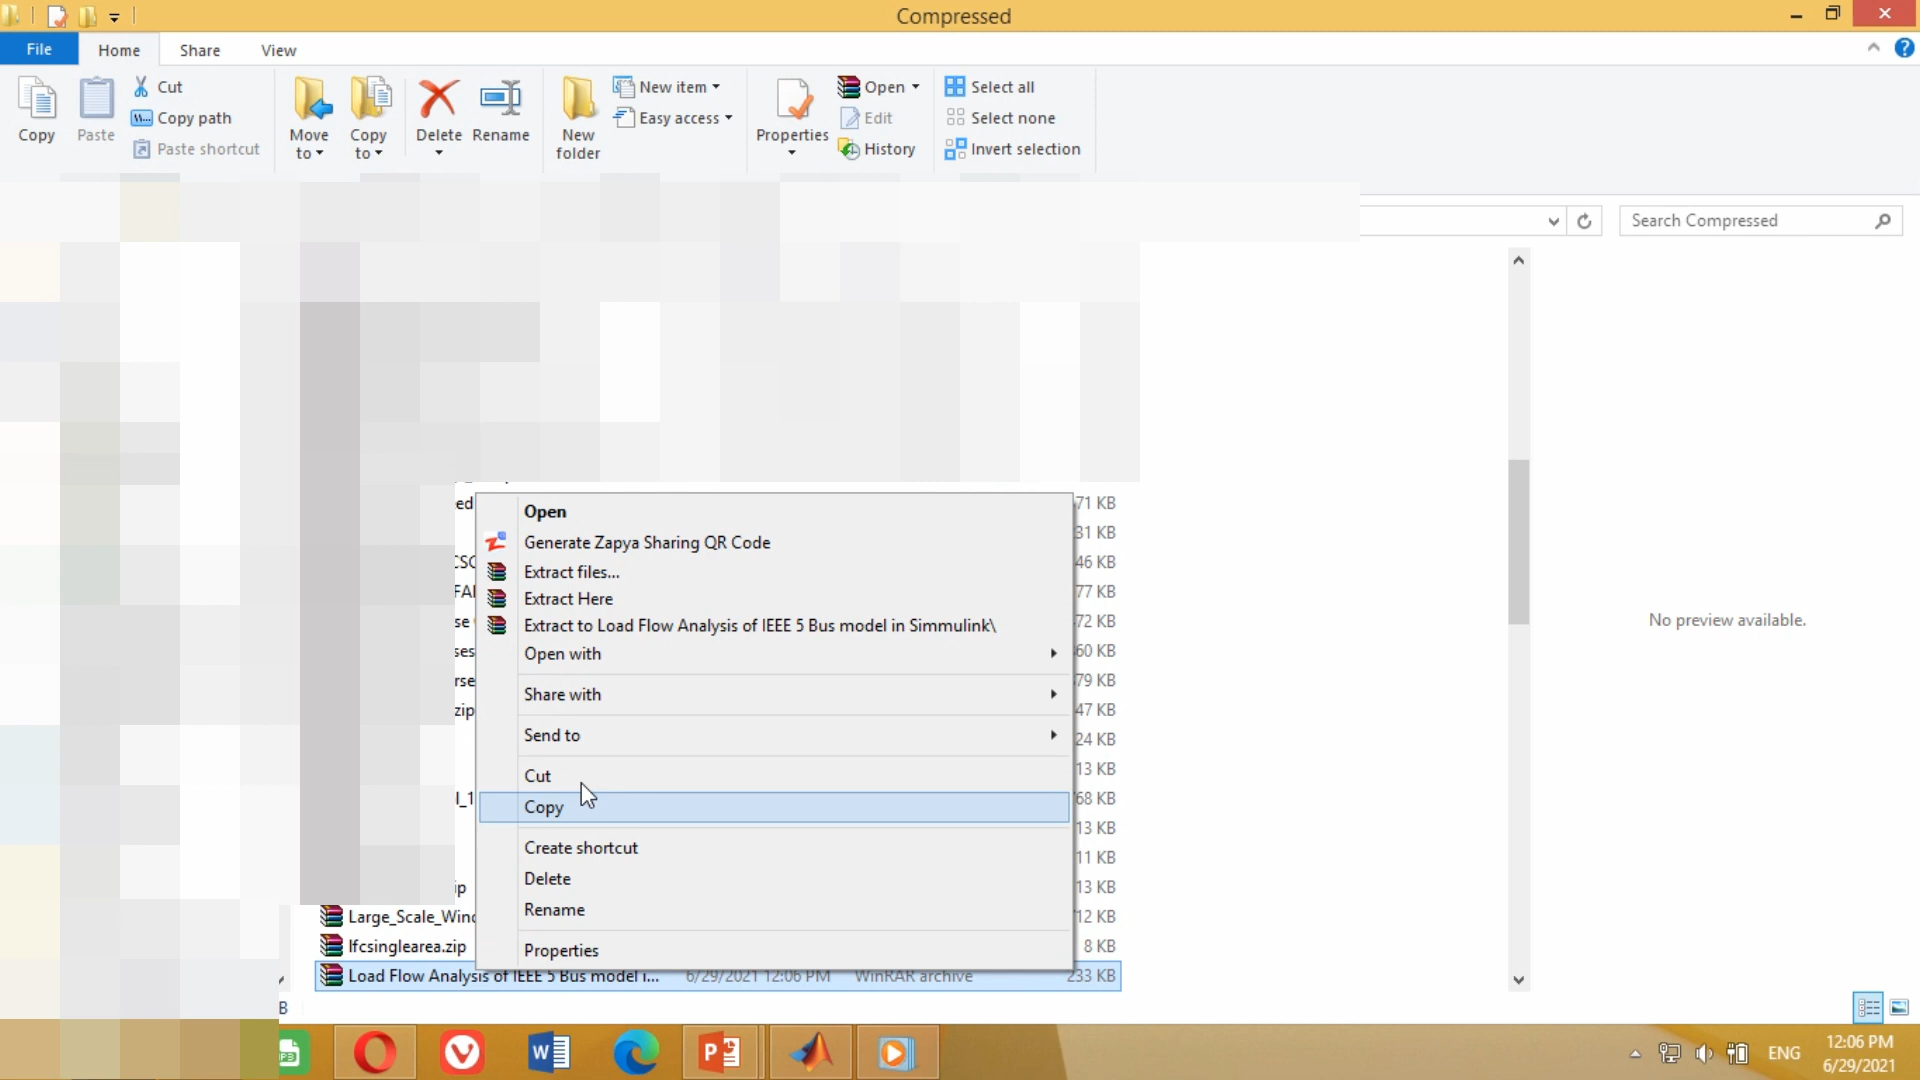 Compressed
File Home Share View
Cut
Copy path
Paste shortcut
Copy Paste
Move to
Copy to
Delete Rename
New folder
New item
Easy access
Properties
Open
Edit
History
Select all
Select none
Invert selection
Search Compressed
Open
Generate Zapya Sharing QR Code
Extract files...
Extract Here
Extract to Load Flow Analysis of IEEE 5 Bus model in Simmulink\
Open with
Share with
Send to
Cut
Copy
Create shortcut
Delete
Rename
Properties
71 KB
31 KB
46 KB
77 KB
72 KB
60 KB
79 KB
47 KB
24 KB
13 KB
68 KB
13 KB
11 KB
13 KB
Large_Scale_Winc 12 KB
lfcsinglearea.zip 8 KB
Load Flow Analysis of IEEE 5 Bus model i... 6/29/2021 12:06 PM WinRAR archive 233 KB
No preview available.
ENG
12:06 PM
6/29/2021